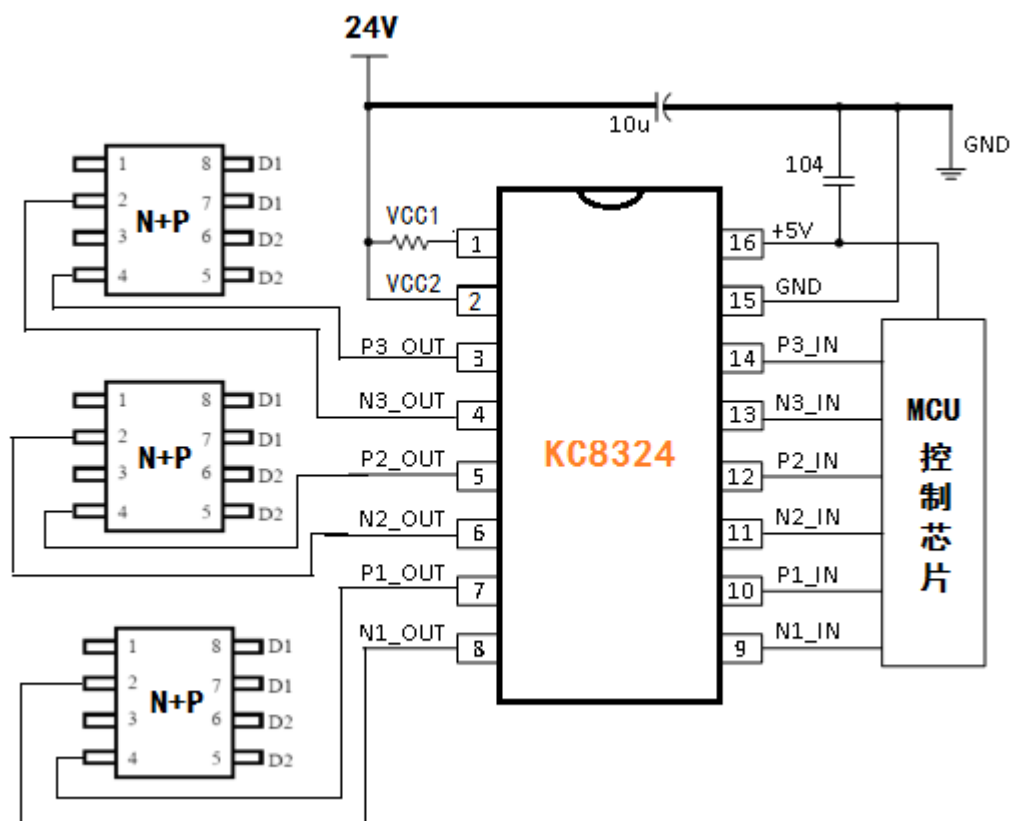 24V
10u
GND
104
1 8 D1
2 7 D1
N+P
3 6 D2
4 5 D2
VCC1
1
16
+5V
VCC2
2
15
GND
P3_OUT
3
14
P3_IN
N3_OUT
4
13
N3_IN
1 8 D1
2 7 D1
N+P
3 6 D2
4 5 D2
KC8324
MCU
控
制
芯
片
P2_OUT
5
12
P2_IN
N2_OUT
6
11
N2_IN
P1_OUT
7
10
P1_IN
N1_OUT
8
9
N1_IN
1 8 D1
2 7 D1
N+P
3 6 D2
4 5 D2